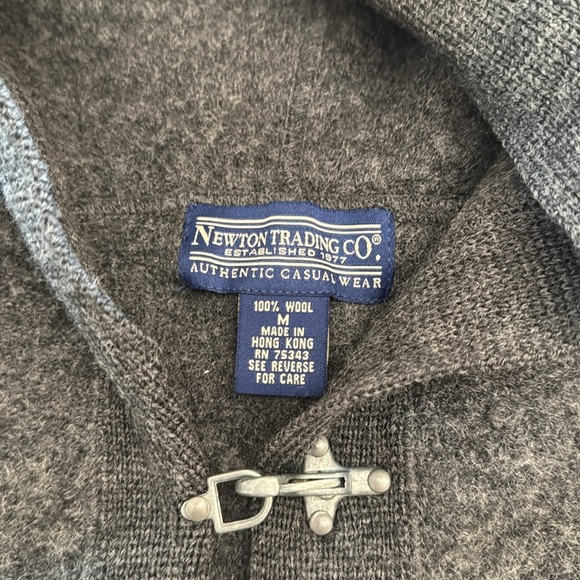 NEWTON TRADING CO®.
ESTABLISHED 1977
AUTHENTIC CASUAL WEAR
100% WOOL
M
MADE IN
HONG KONG
RN 75343
SEE REVERSE
FOR CARE